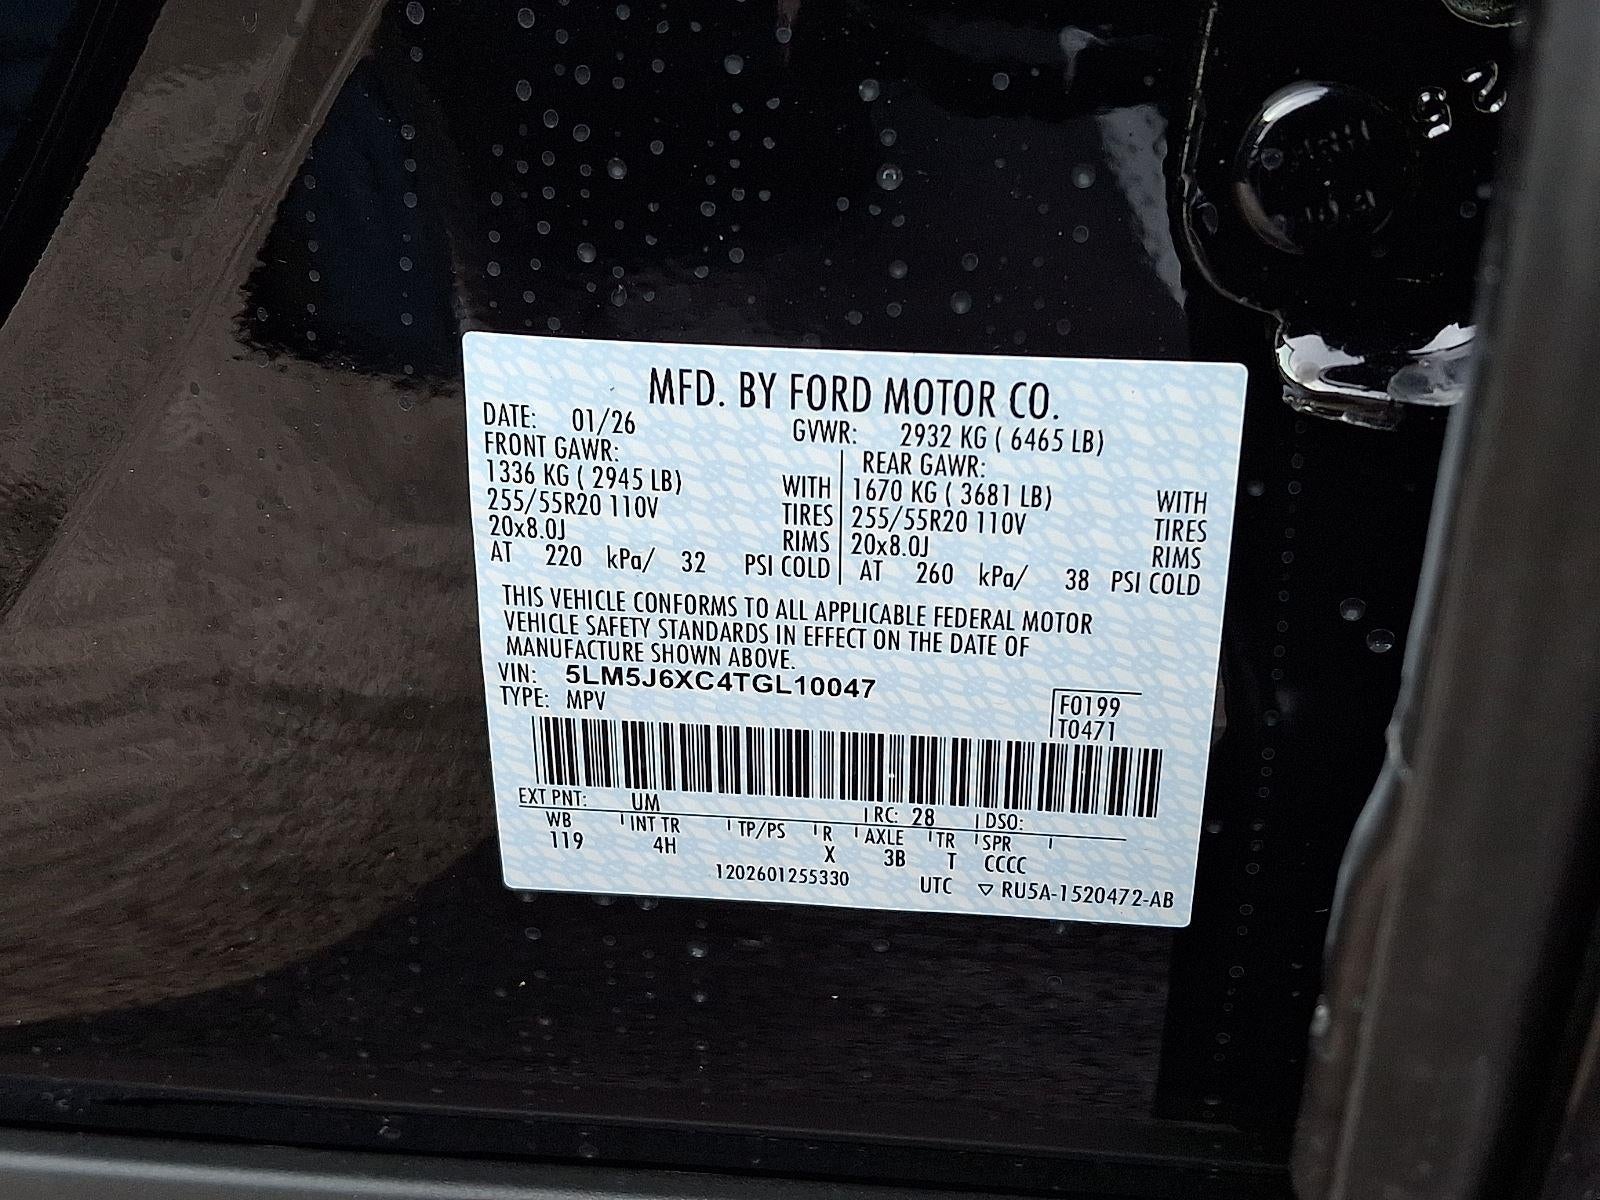 MFD. BY FORD MOTOR CO.
DATE: 01/26 GVWR: 2932 KG ( 6465 LB)
FRONT GAWR: REAR GAWR:
1336 KG ( 2945 LB) WITH 1670 KG ( 3681 LB) WITH
255/55R20 110V TIRES 255/55R20 110V TIRES
20x8.0J RIMS 20x8.0J RIMS
AT 220 kPa/ 32 PSI COLD AT 260 kPa/ 38 PSI COLD
THIS VEHICLE CONFORMS TO ALL APPLICABLE FEDERAL MOTOR
VEHICLE SAFETY STANDARDS IN EFFECT ON THE DATE OF
MANUFACTURE SHOWN ABOVE.
VIN: 5LM5J6XC4TGL10047
TYPE: MPV
F0199
T0471
EXT PNT: UM RC: 28 DSO:
WB INT TR TP/PS R AXLE TR SPR
119 4H X 3B T CCCC
1202601255330 UTC ▽ RU5A-1520472-AB